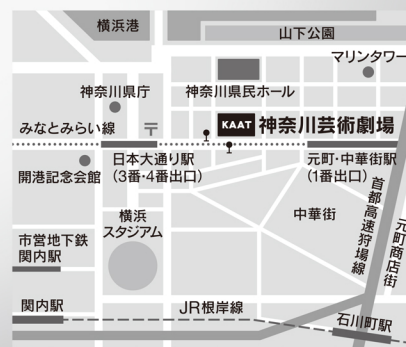 横浜港
山下公園
マリンタワー
神奈川県庁
神奈川県民ホール
みなとみらい線
〒
KAAT 神奈川芸術劇場
開港記念会館
日本大通り駅
(3番・4番出口)
元町・中華街駅
(1番出口)
首都高速狩場線
元町商店街
中華街
横浜
スタジアム
市営地下鉄
関内駅
関内駅
JR根岸線
石川町駅